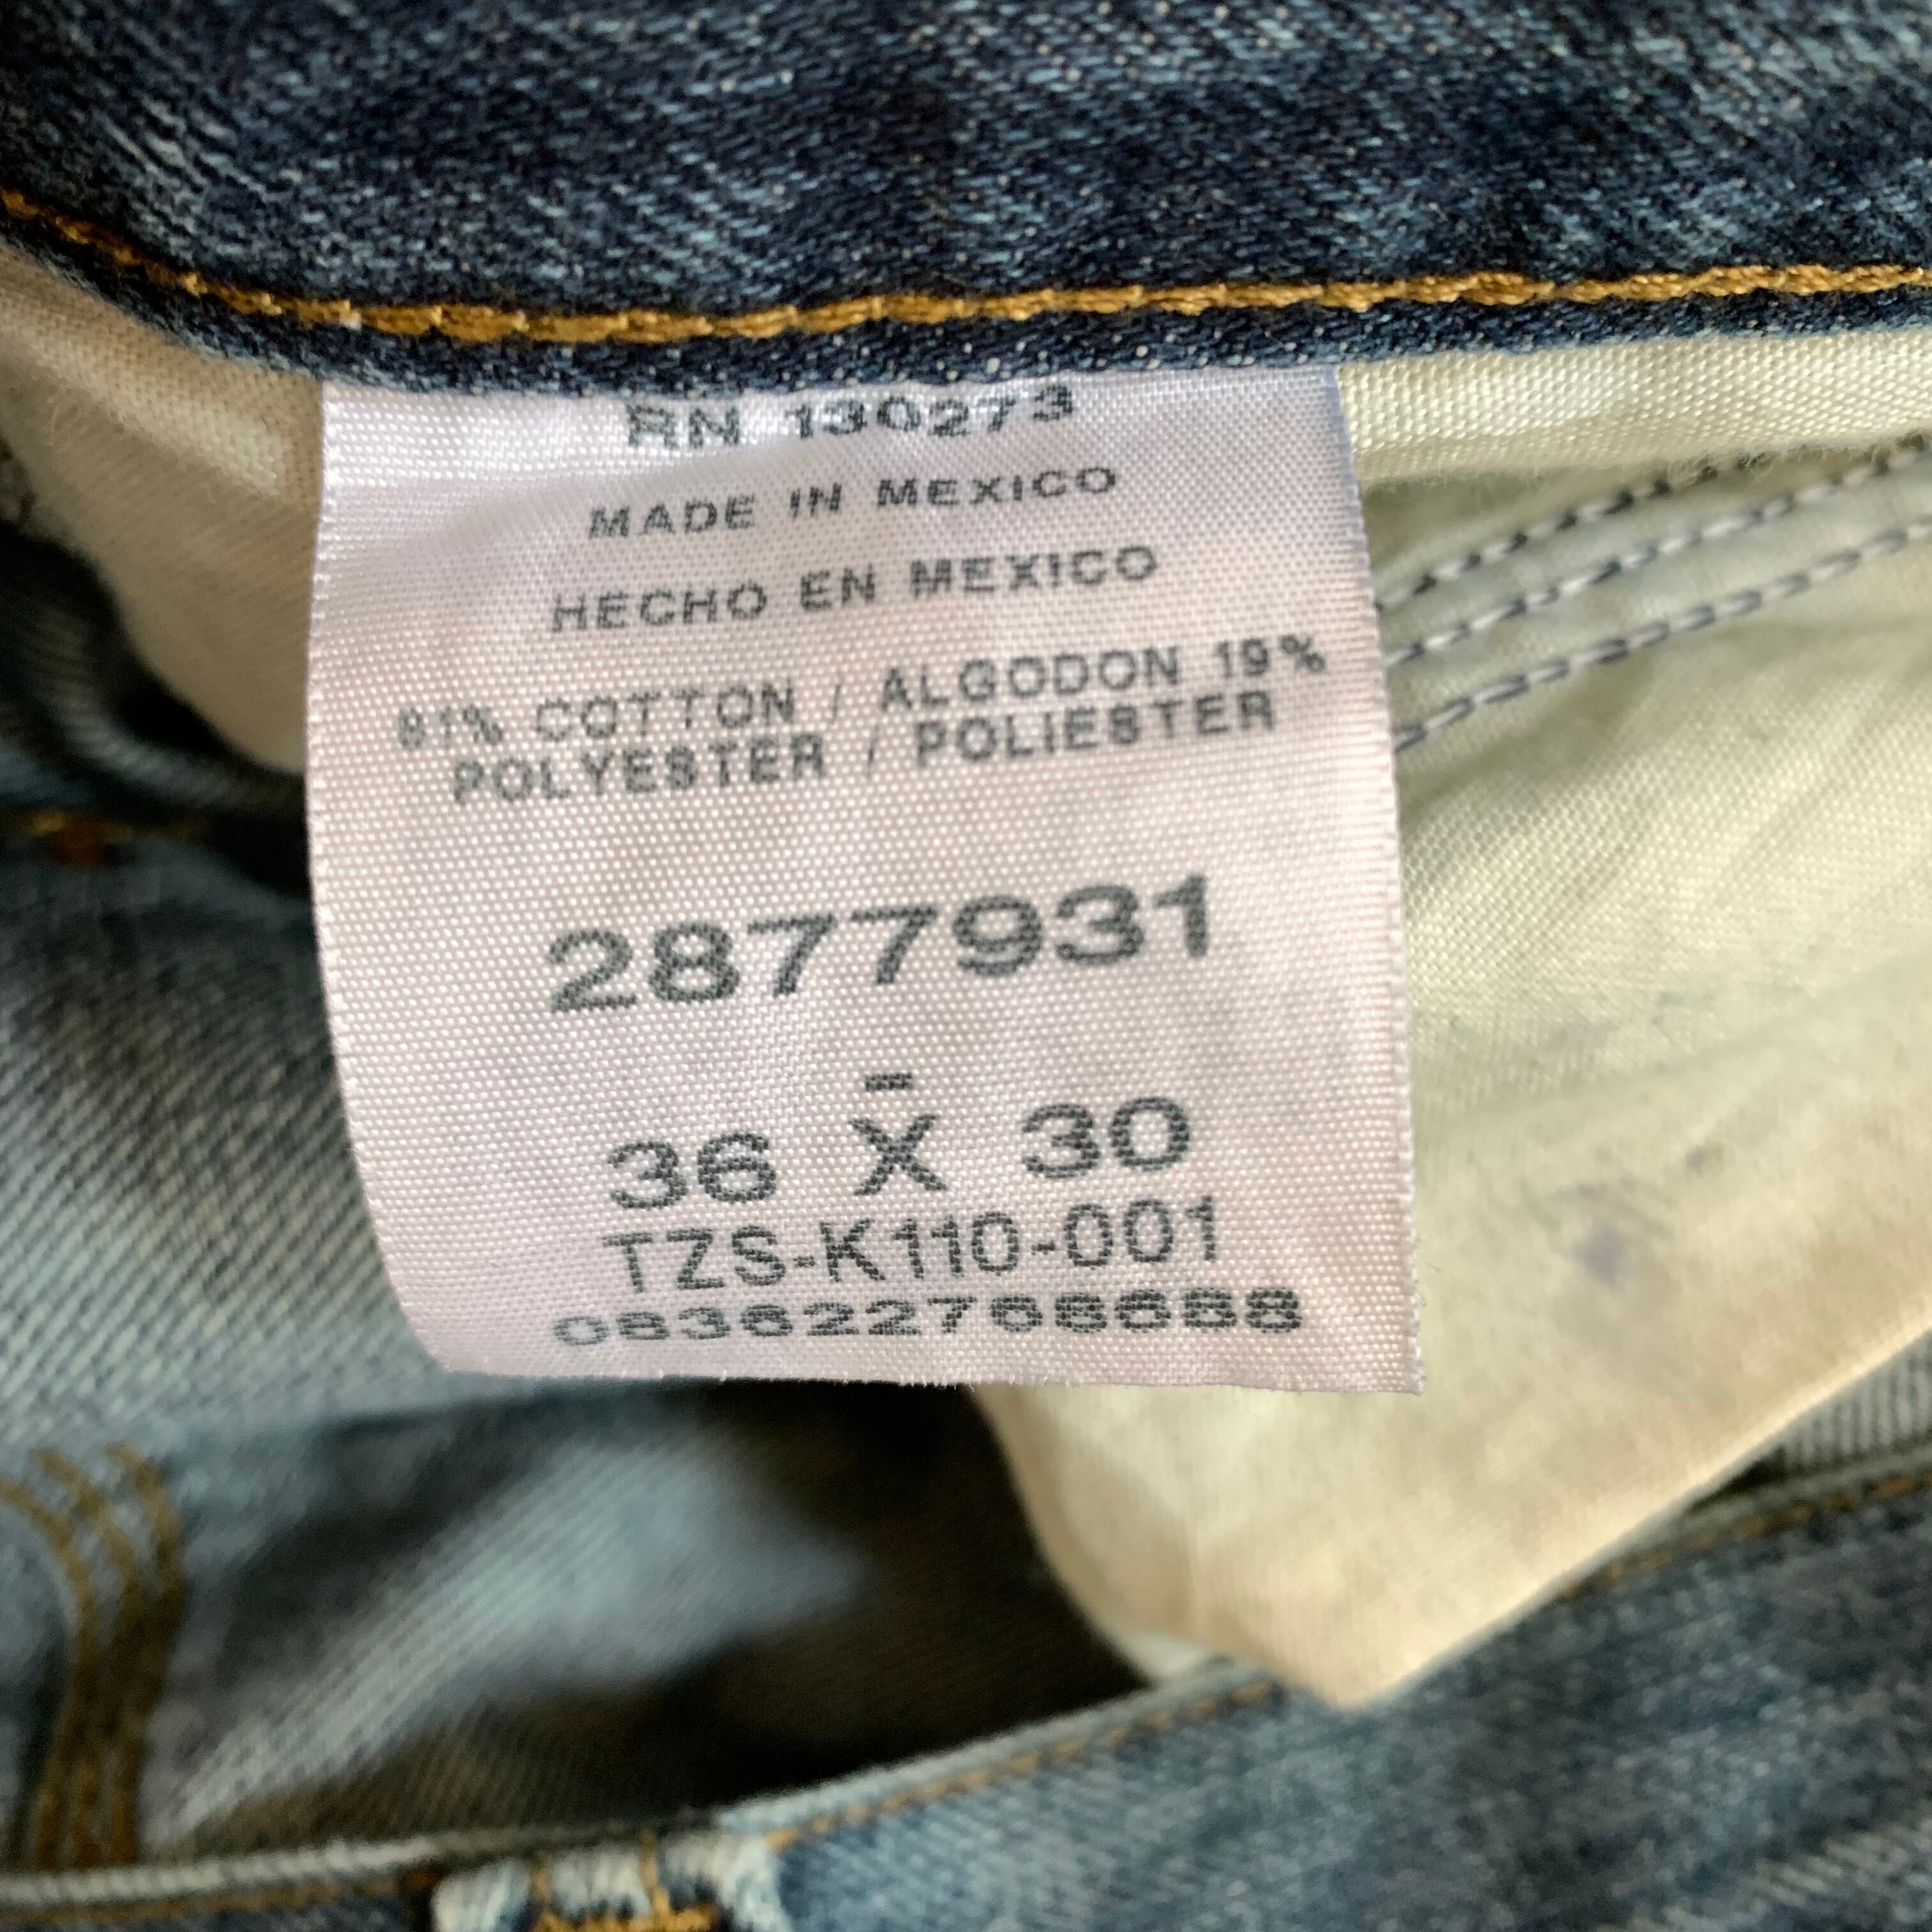 RN 130273
MADE IN MEXICO
HECHO EN MEXICO
81% COTTON / ALGODON 19%
POLYESTER / POLIESTER
2877931
-
36 X 30
TZS-K110-001
083622768688